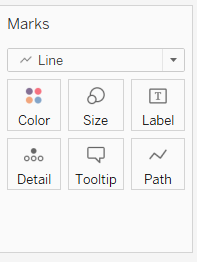 Marks
Line
Color Size Label
Detail Tooltip Path